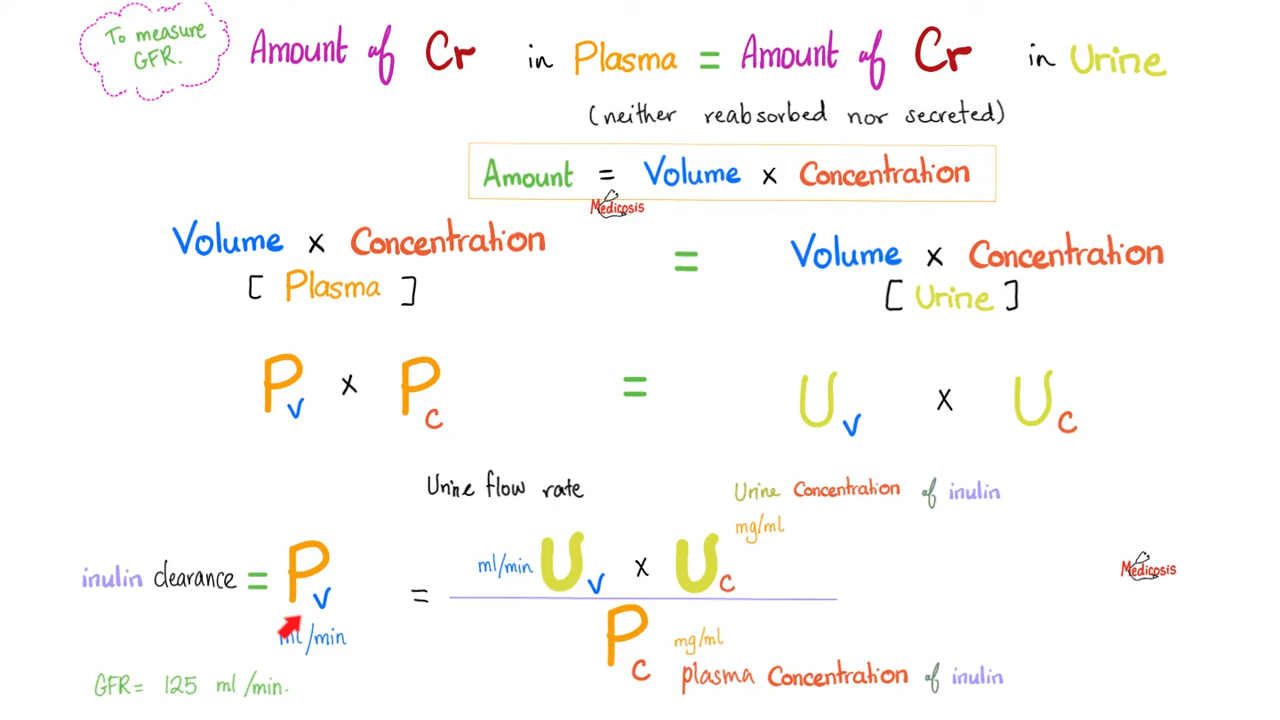 To measure
GFR.
Amount of Cr in Plasma = Amount of Cr in Urine
(neither reabsorbed nor secreted)
Amount = Volume × Concentration
Medicosis
Volume × Concentration = Volume × Concentration
[ Plasma ] [ Urine ]
Pv × Pc = Uv × Uc
Urine flow rate Urine Concentration of inulin
mg/ml
inulin clearance = Pv = ml/min Uv × Uc
Medicosis
ml/min Pc mg/ml
GFR= 125 ml/min. plasma Concentration of inulin